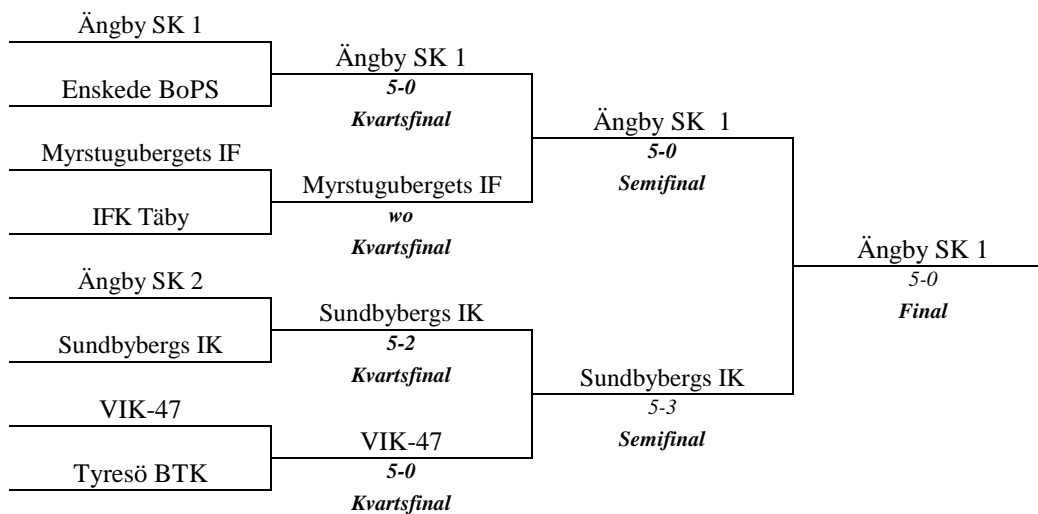 Ängby SK 1
Enskede BoPS
Myrstugubergets IF
IFK Täby
Ängby SK 2
Sundbybergs IK
VIK-47
Tyresö BTK
Ängby SK 1
5-0
Kvartsfinal
Myrstugubergets IF
wo
Kvartsfinal
Sundbybergs IK
5-2
Kvartsfinal
VIK-47
5-0
Kvartsfinal
Ängby SK 1
5-0
Semifinal
Sundbybergs IK
5-3
Semifinal
Ängby SK 1
5-0
Final